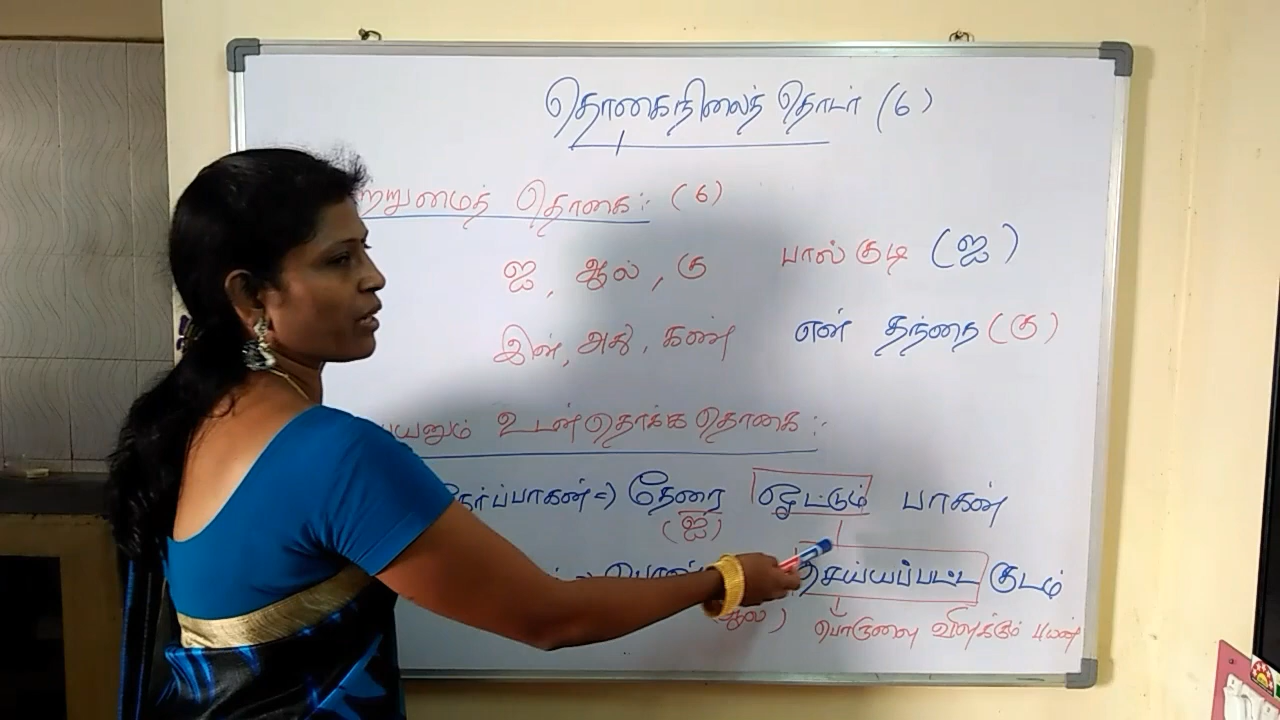 தொகைநிலைத் தொடர் (6)
ற்றுமைத் தொகை :- (6)
ஐ, ஆல், கு பால் குடி (ஐ)
இன், அது, கண் என் தந்தை (கு)
பயனும் உடன்தொக்க தொகை :-
தேர்ப்பாகன் => தேரை ஓட்டும் பாகன்
(ஐ)
செய்யப்பட்ட குடம்
ஆல் ) பொருளை விளக்கும் பயன்